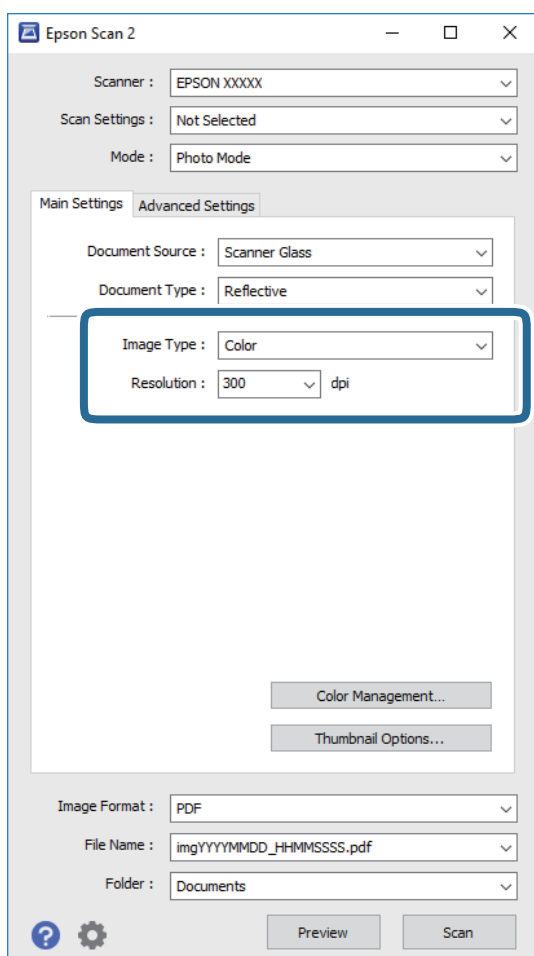 Epson Scan 2
Scanner : EPSON XXXXX
Scan Settings : Not Selected
Mode : Photo Mode
Main Settings Advanced Settings
Document Source : Scanner Glass
Document Type : Reflective
Image Type : Color
Resolution : 300 dpi
Color Management...
Thumbnail Options...
Image Format : PDF
File Name : imgYYYYMMDD_HHMMSSSS.pdf
Folder : Documents
? Preview Scan